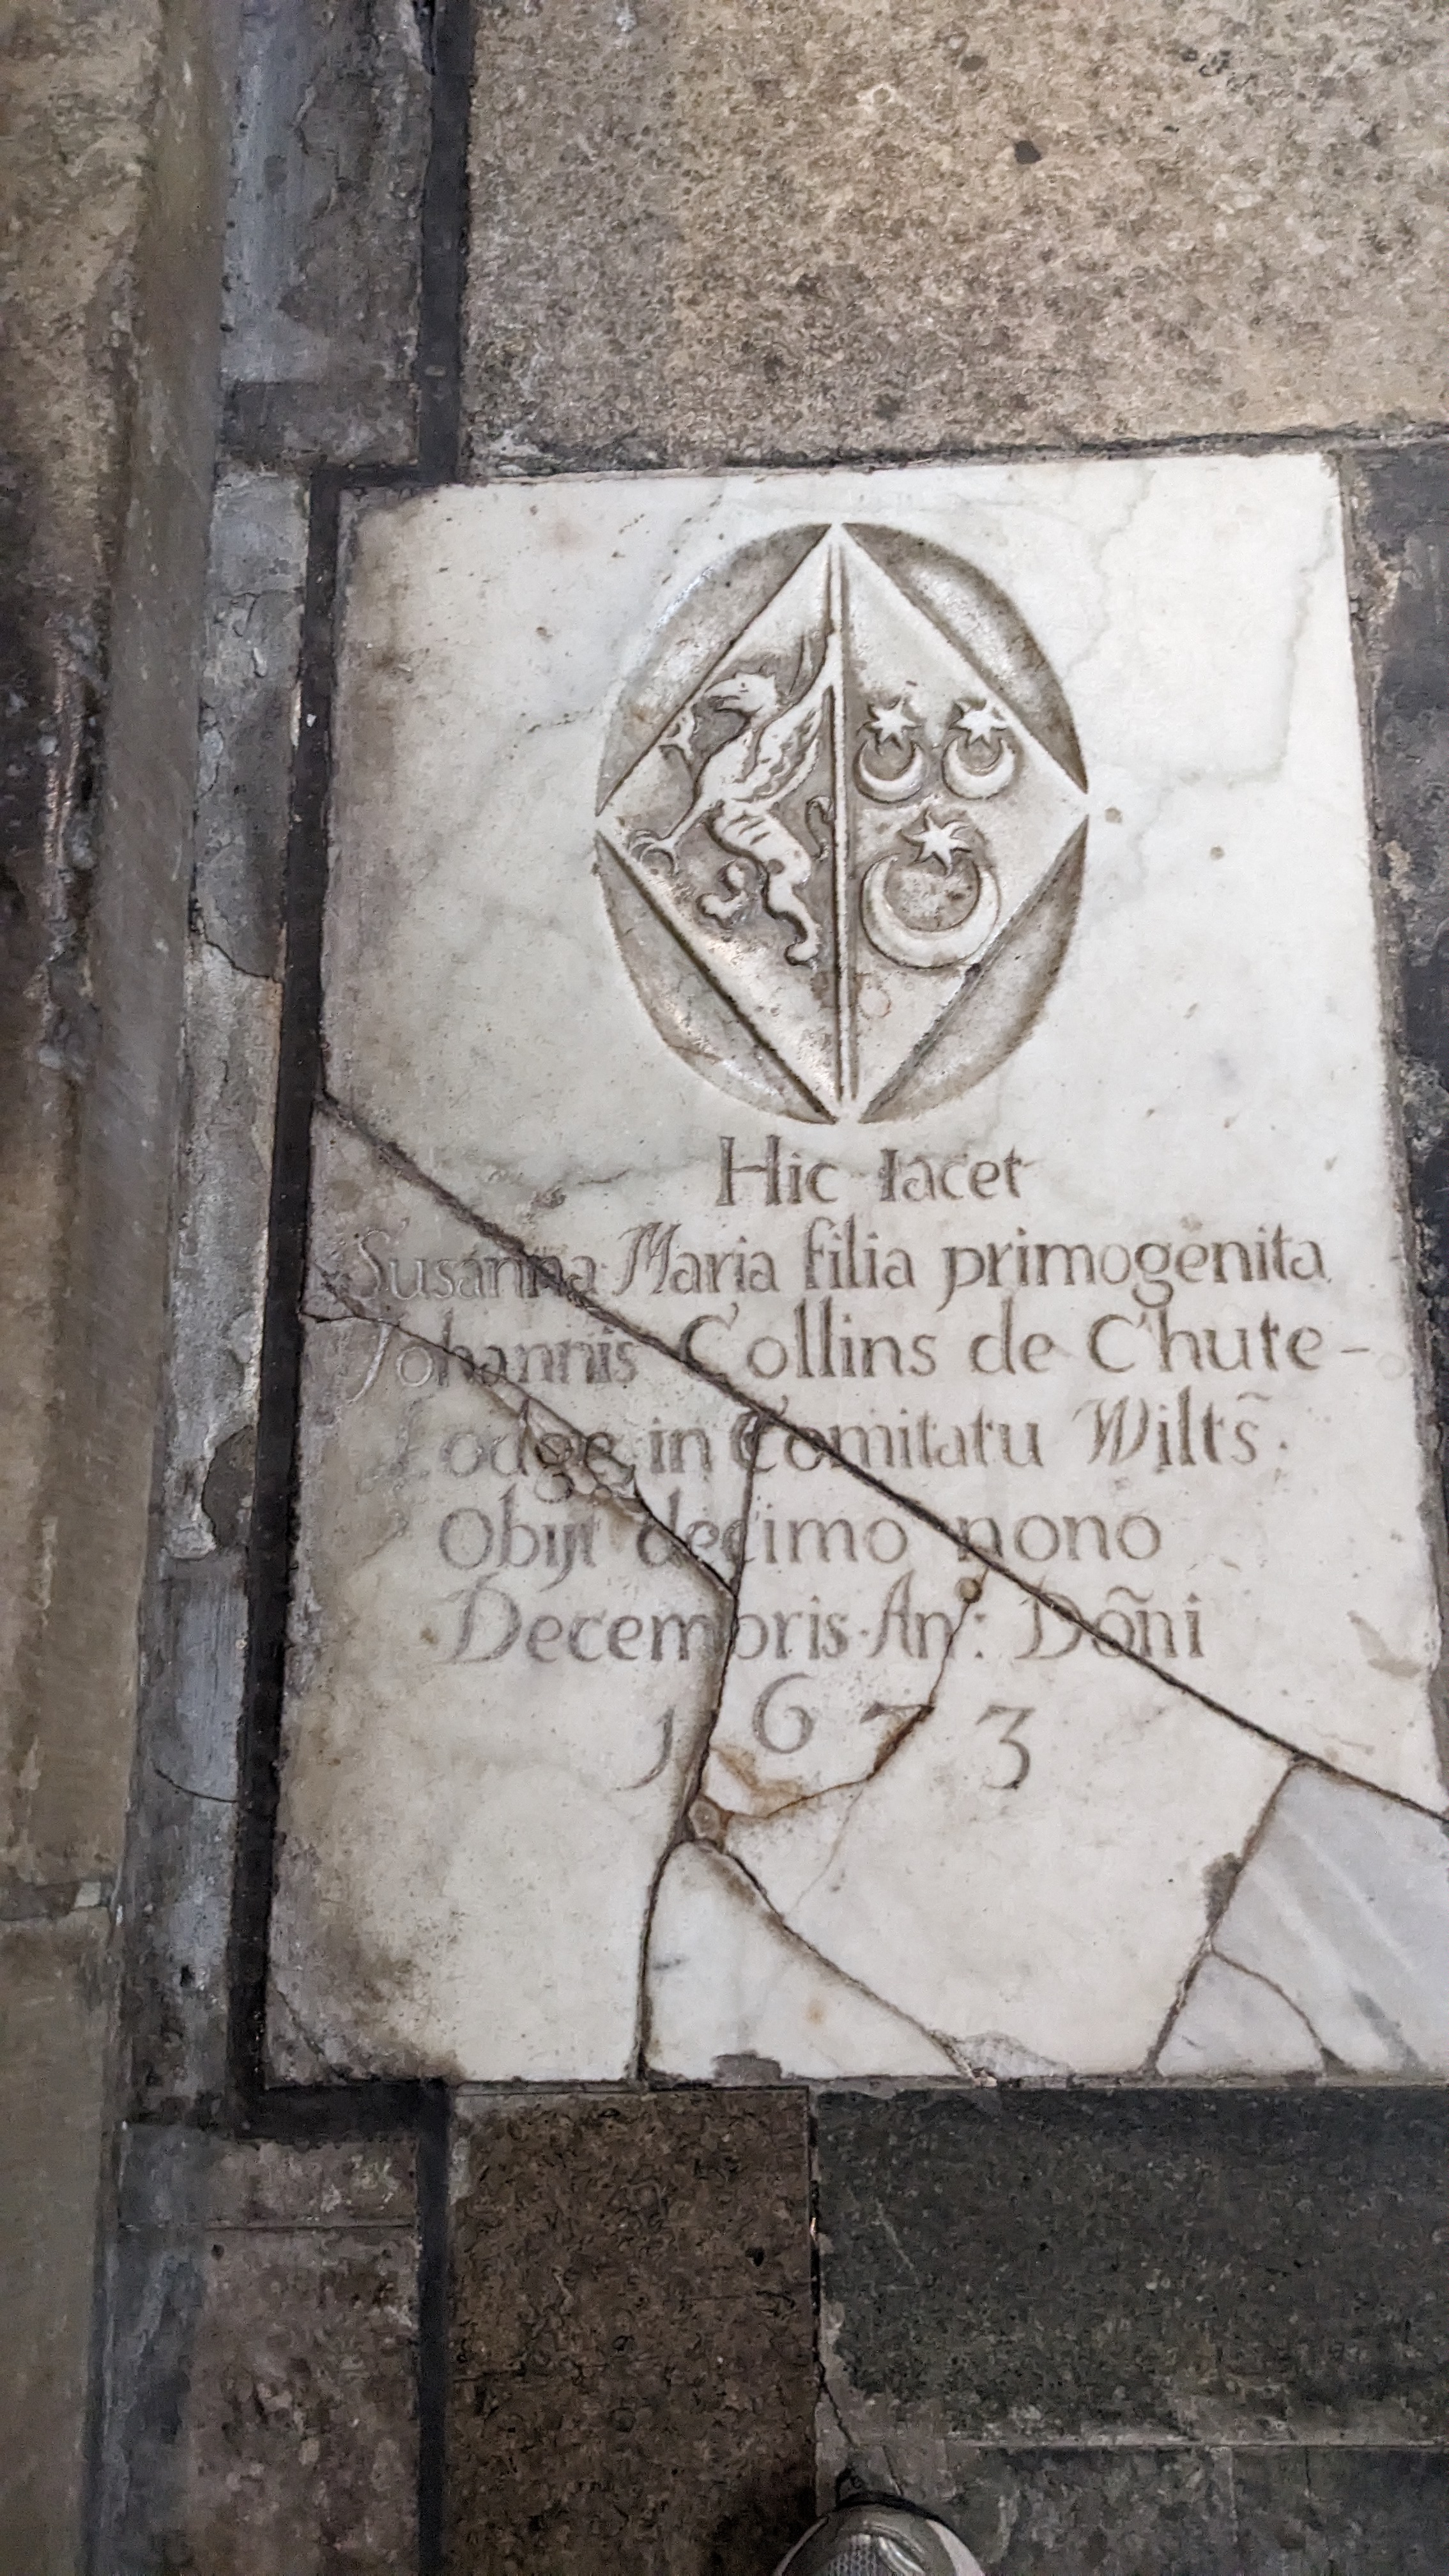 Hic Iacet
Susanna Maria filia primogenita
Johannis Collins de Chute-
Lodge in Comitatu Wilts̃.
Obijt decimo nono
Decembris. An: Dom̃i
1673